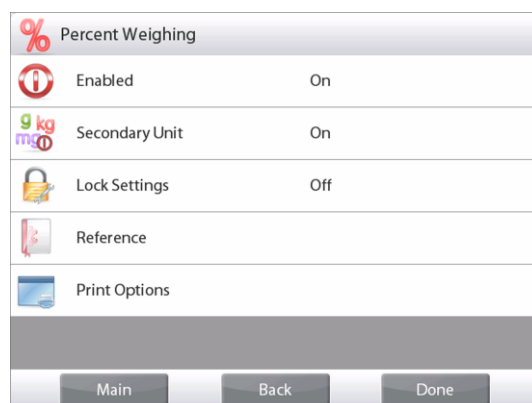 % Percent Weighing
Enabled On
g kg mg Secondary Unit On
Lock Settings Off
Reference
Print Options
Main Back Done